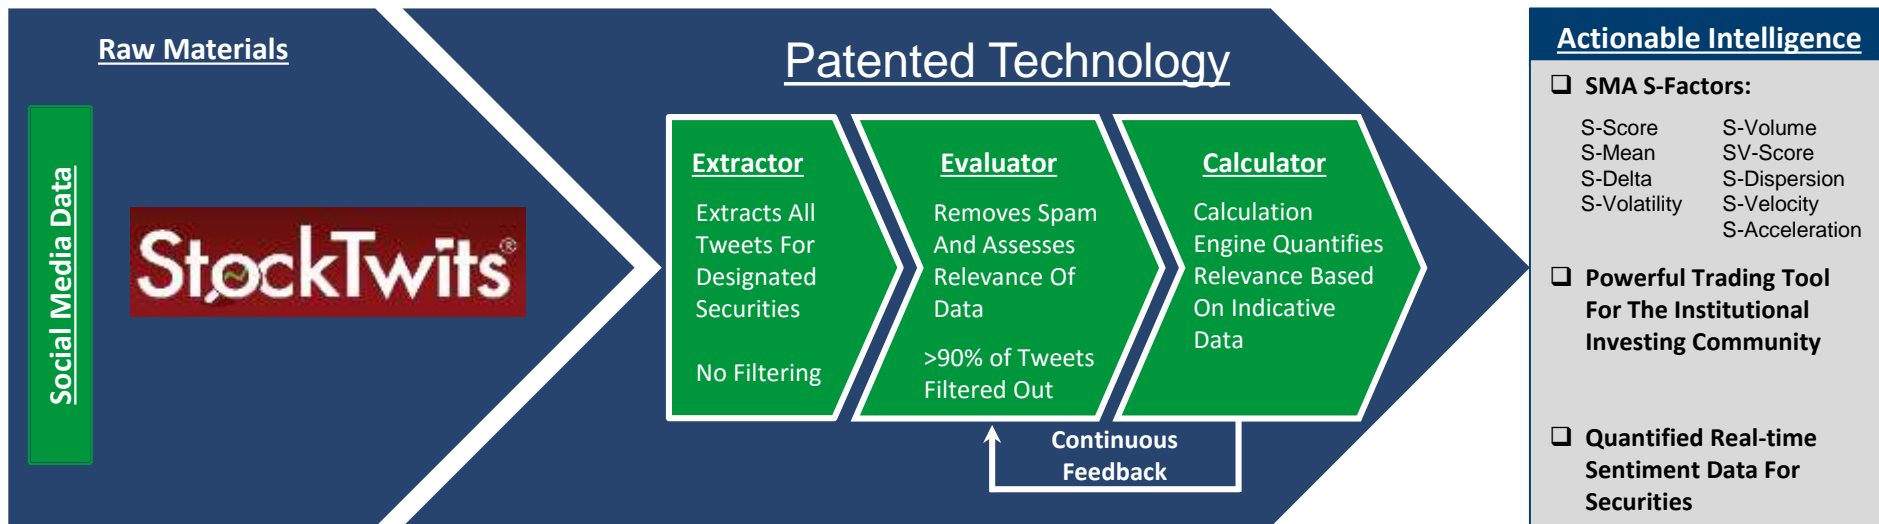 Raw Materials
Social Media Data
StockTwits®
Patented Technology
Extractor
Extracts All
Tweets For
Designated
Securities
No Filtering
Evaluator
Removes Spam
And Assesses
Relevance Of
Data
>90% of Tweets
Filtered Out
Calculator
Calculation
Engine Quantifies
Relevance Based
On Indicative
Data
Continuous
Feedback
Actionable Intelligence
SMA S-Factors:
S-Score
S-Mean
S-Delta
S-Volatility
S-Volume
SV-Score
S-Dispersion
S-Velocity
S-Acceleration
Powerful Trading Tool
For The Institutional
Investing Community
Quantified Real-time
Sentiment Data For
Securities